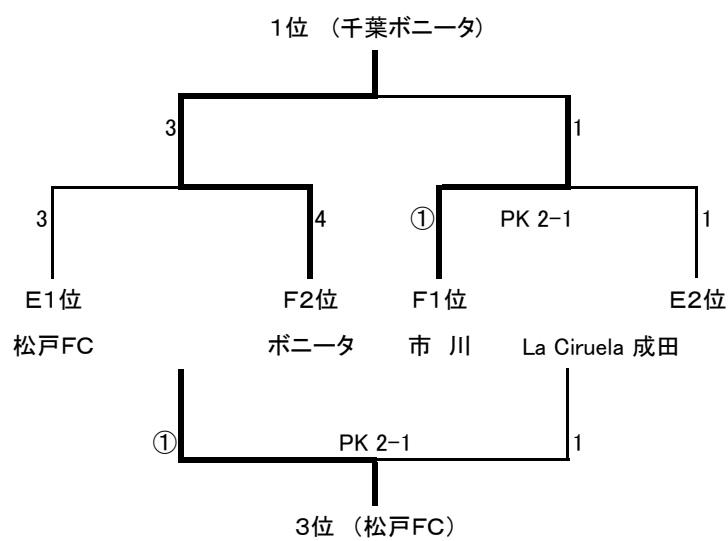 1位 (千葉ボニータ)
3 1
3 4 ① PK 2-1 1
E1位 F2位 F1位 E2位
松戸FC ボニータ 市 川 La Ciruela 成田
① PK 2-1 1
3位 (松戸FC)